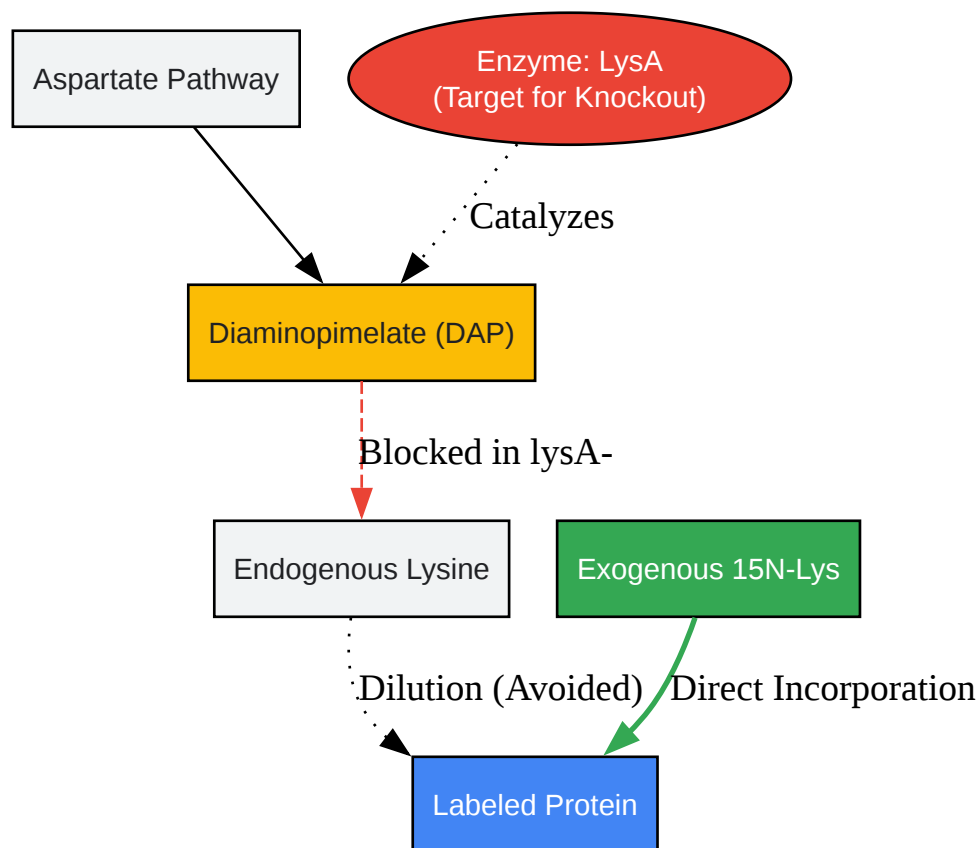 Aspartate Pathway
Enzyme: LysA
(Target for Knockout)
Catalyzes
Diaminopimelate (DAP)
Blocked in lysA-
Endogenous Lysine
Exogenous 15N-Lys
Dilution (Avoided)
Direct Incorporation
Labeled Protein